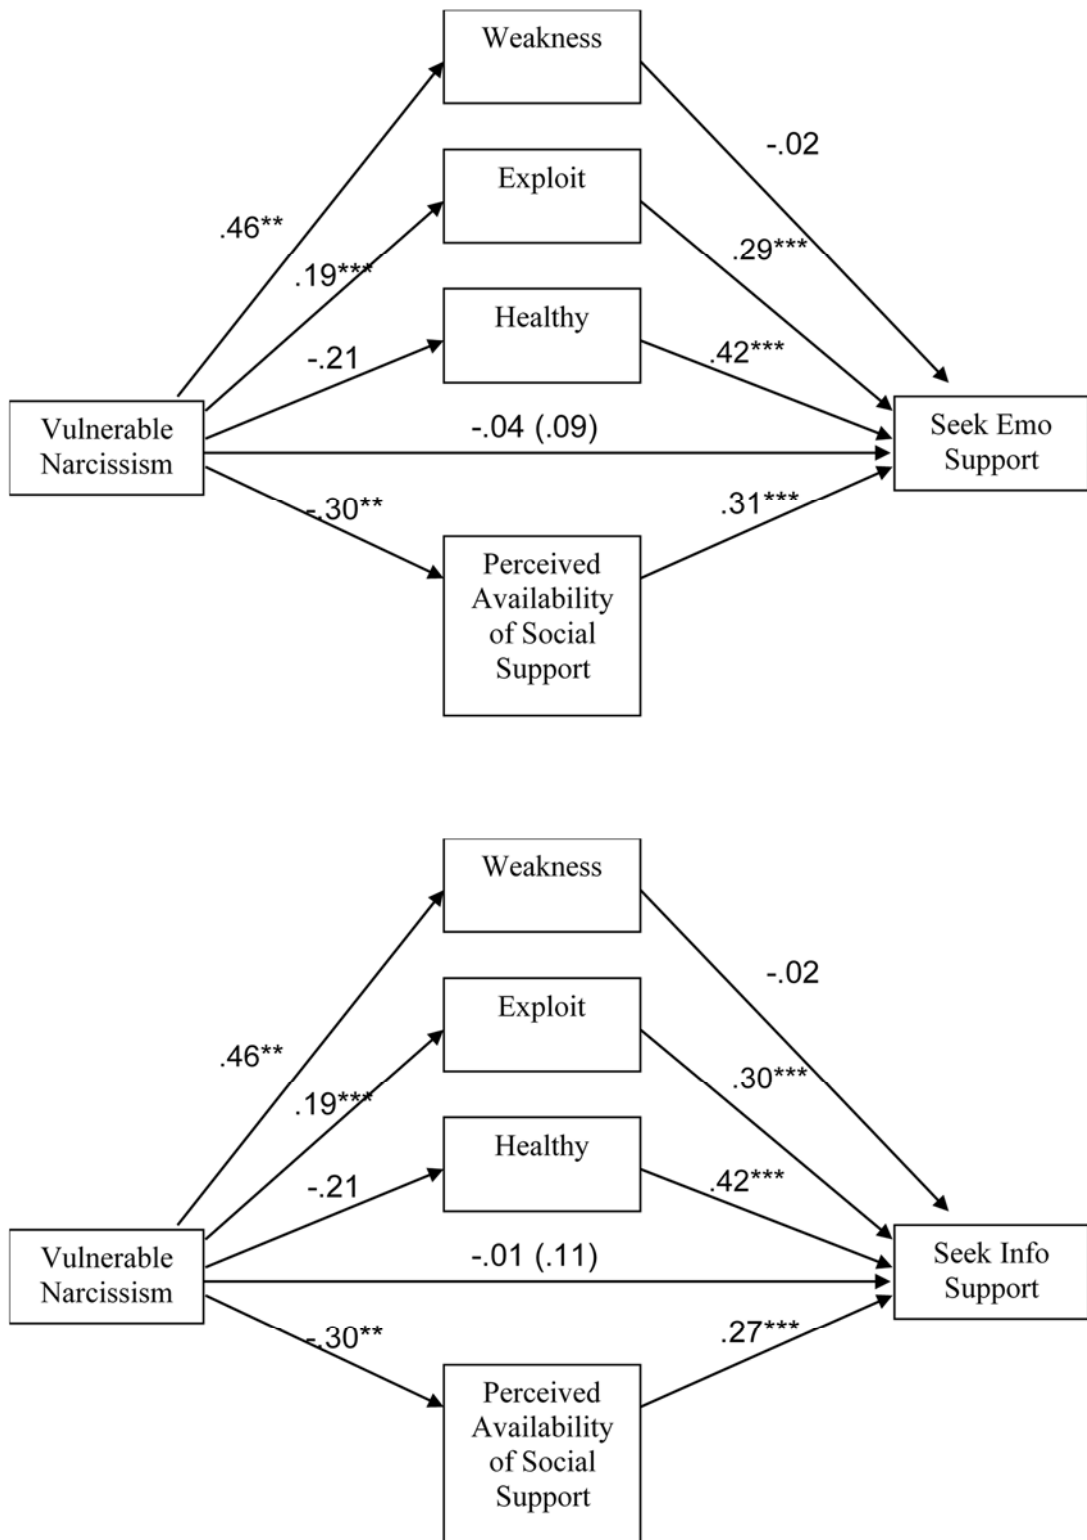 Weakness
-.02
Exploit
.46**
.29***
.19***
Healthy
-.21
.42***
Vulnerable
Narcissism
-.04 (.09)
Seek Emo
Support
-.30**
.31***
Perceived
Availability
of Social
Support
Weakness
-.02
Exploit
.46**
.30***
.19***
Healthy
-.21
.42***
Vulnerable
Narcissism
-.01 (.11)
Seek Info
Support
-.30**
.27***
Perceived
Availability
of Social
Support